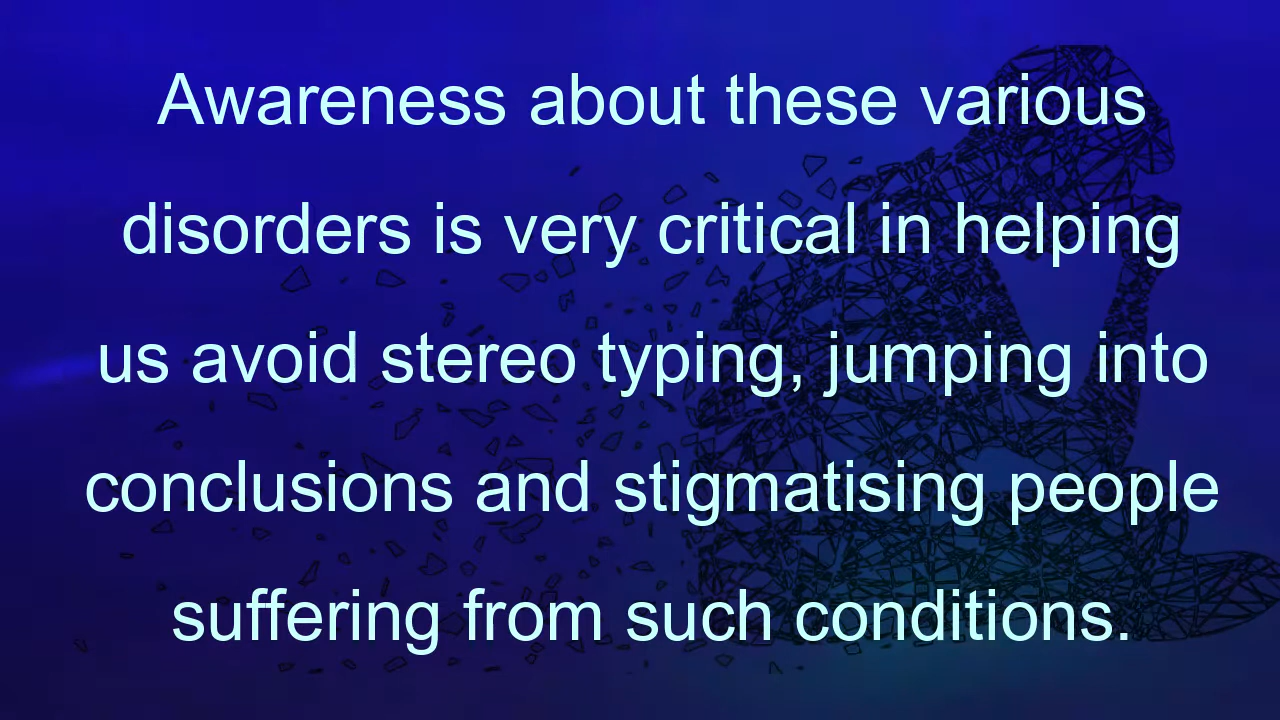 Awareness about these various
disorders is very critical in helping
us avoid stereo typing, jumping into
conclusions and stigmatising people
suffering from such conditions.